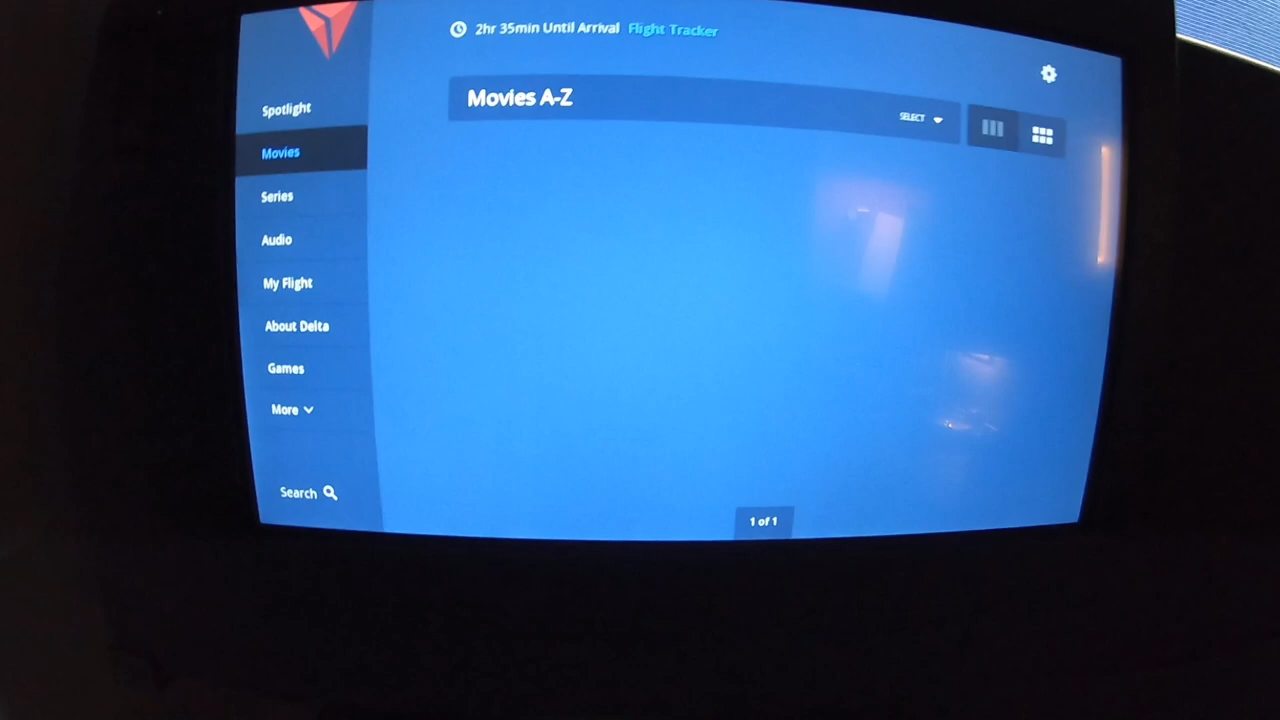 2hr 35min Until Arrival Flight Tracker
Movies A-Z
SELECT
Spotlight
Movies
Series
Audio
My Flight
About Delta
Games
More
Search
1 of 1